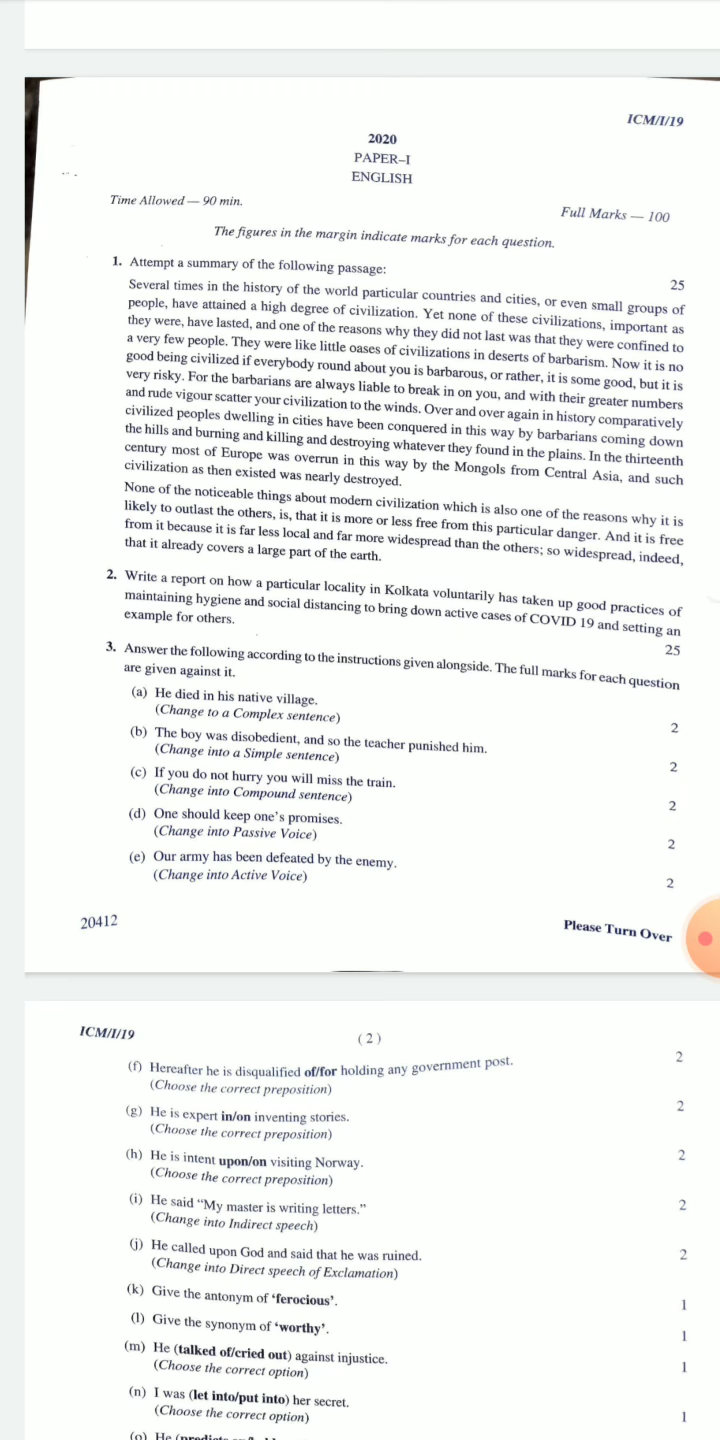 ICM/I/19
2020
PAPER–I
ENGLISH
Time Allowed — 90 min.
Full Marks — 100
The figures in the margin indicate marks for each question.
1. Attempt a summary of the following passage: 25
Several times in the history of the world particular countries and cities, or even small groups of
people, have attained a high degree of civilization. Yet none of these civilizations, important as
they were, have lasted, and one of the reasons why they did not last was that they were confined to
a very few people. They were like little oases of civilizations in deserts of barbarism. Now it is no
good being civilized if everybody round about you is barbarous, or rather, it is some good, but it is
very risky. For the barbarians are always liable to break in on you, and with their greater numbers
and rude vigour scatter your civilization to the winds. Over and over again in history comparatively
civilized peoples dwelling in cities have been conquered in this way by barbarians coming down
the hills and burning and killing and destroying whatever they found in the plains. In the thirteenth
century most of Europe was overrun in this way by the Mongols from Central Asia, and such
civilization as then existed was nearly destroyed.
None of the noticeable things about modern civilization which is also one of the reasons why it is
likely to outlast the others, is, that it is more or less free from this particular danger. And it is free
from it because it is far less local and far more widespread than the others; so widespread, indeed,
that it already covers a large part of the earth.
2. Write a report on how a particular locality in Kolkata voluntarily has taken up good practices of
maintaining hygiene and social distancing to bring down active cases of COVID 19 and setting an
example for others. 25
3. Answer the following according to the instructions given alongside. The full marks for each question
are given against it.
(a) He died in his native village.
(Change to a Complex sentence) 2
(b) The boy was disobedient, and so the teacher punished him.
(Change into a Simple sentence) 2
(c) If you do not hurry you will miss the train.
(Change into Compound sentence) 2
(d) One should keep one's promises.
(Change into Passive Voice) 2
(e) Our army has been defeated by the enemy.
(Change into Active Voice) 2
20412
Please Turn Over
ICM/I/19
( 2 )
(f) Hereafter he is disqualified of/for holding any government post. 2
(Choose the correct preposition)
(g) He is expert in/on inventing stories. 2
(Choose the correct preposition)
(h) He is intent upon/on visiting Norway. 2
(Choose the correct preposition)
(i) He said “My master is writing letters.” 2
(Change into Indirect speech)
(j) He called upon God and said that he was ruined. 2
(Change into Direct speech of Exclamation)
(k) Give the antonym of ‘ferocious’. 1
(l) Give the synonym of ‘worthy’. 1
(m) He (talked of/cried out) against injustice. 1
(Choose the correct option)
(n) I was (let into/put into) her secret.
(Choose the correct option) 1
(o) He